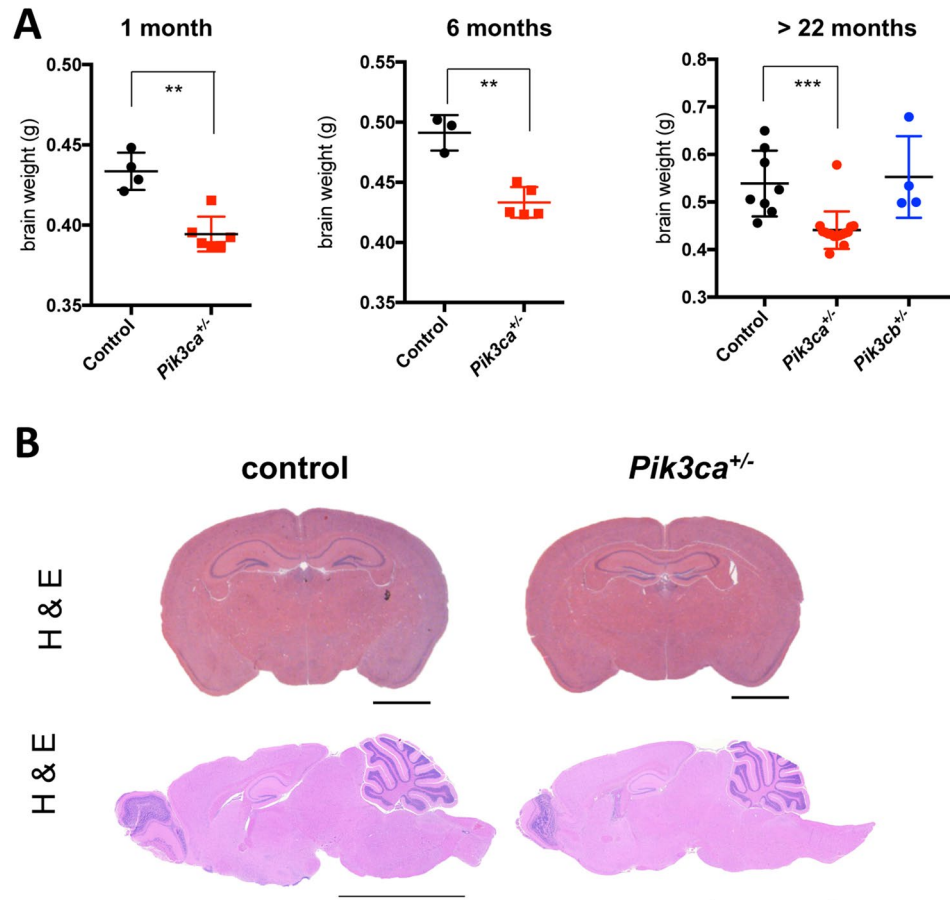 A
1 month
6 months
> 22 months
brain weight (g)
0.50
0.45
0.40
0.35
**
Control
Pik3ca+/-
brain weight (g)
0.55
0.50
0.45
0.40
0.35
**
Control
Pik3ca+/-
brain weight (g)
0.8
0.7
0.6
0.5
0.4
0.3
***
Control
Pik3ca+/-
Pik3cb+/-
B
control
Pik3ca+/-
H & E
H & E